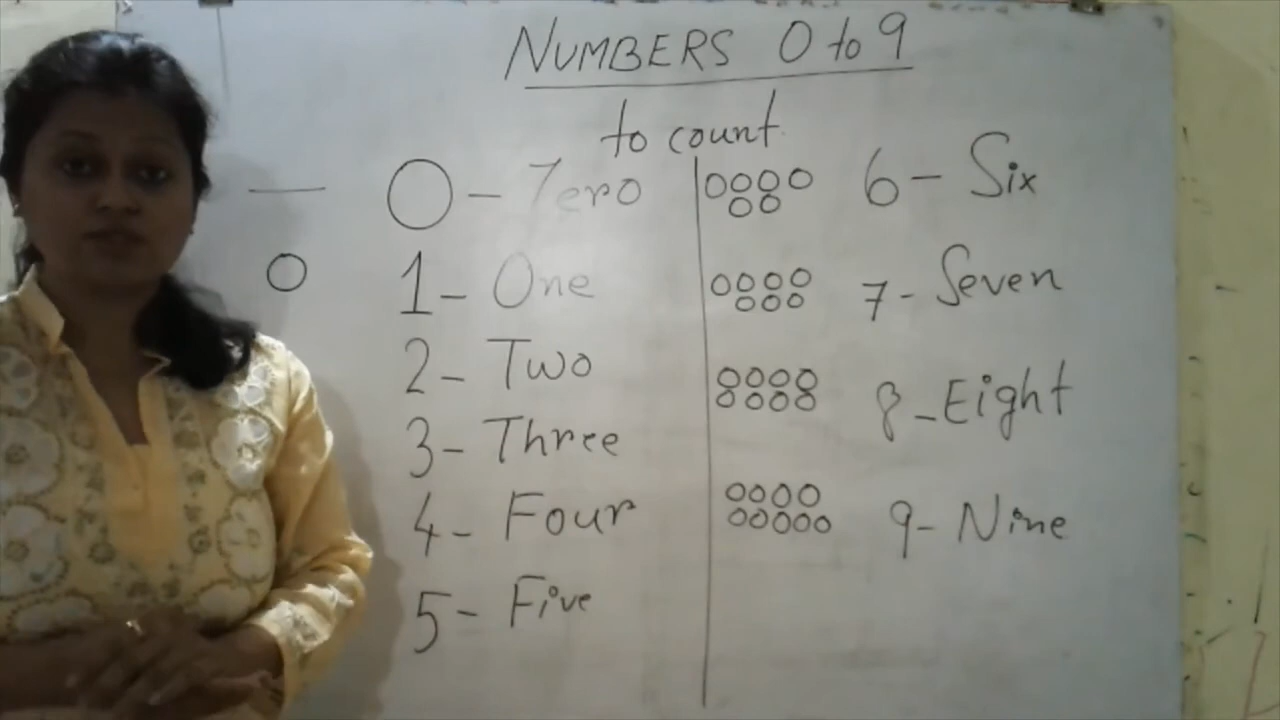 NUMBERS 0 to 9
to count
0 - Zero
1 - One
2 - Two
3 - Three
4 - Four
5 - Five
6 - Six
7 - Seven
8 - Eight
9 - Nine